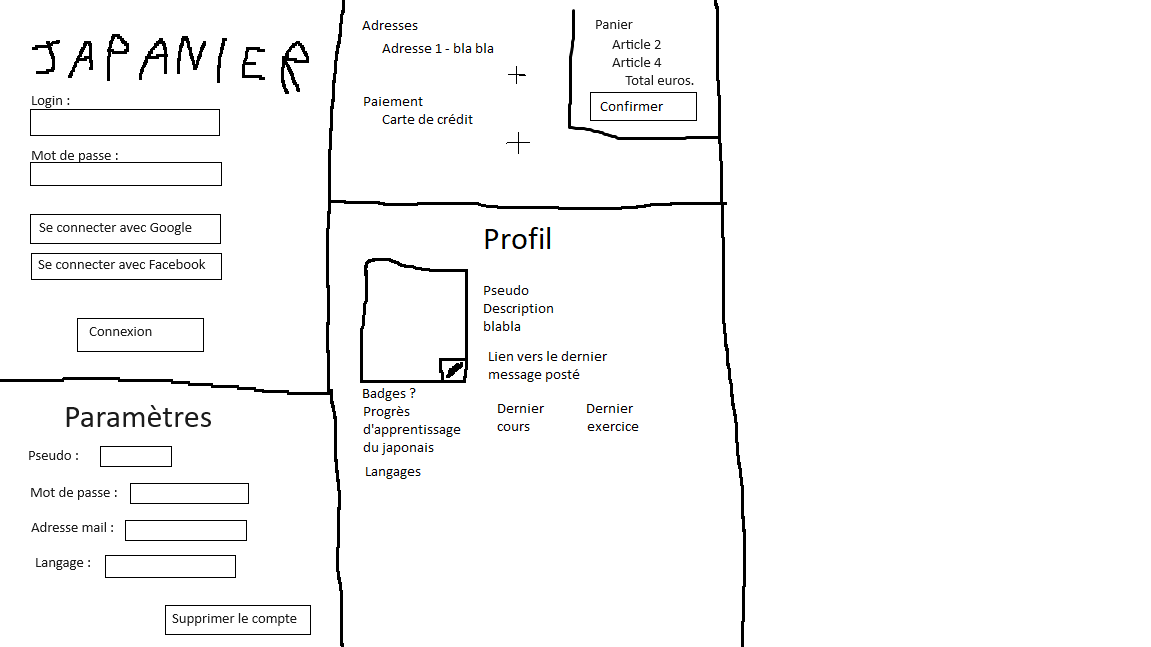 JAPANIER
Login :
Mot de passe :
Se connecter avec Google
Se connecter avec Facebook
Connexion
Paramètres
Pseudo :
Mot de passe :
Adresse mail :
Langage :
Supprimer le compte
Adresses
Adresse 1 - bla bla
Paiement
Carte de crédit
Panier
Article 2
Article 4
Total euros.
Confirmer
Profil
Pseudo
Description
blabla
Lien vers le dernier
message posté
Badges ?
Progrès
d'apprentissage
du japonais
Langages
Dernier
cours
Dernier
exercice